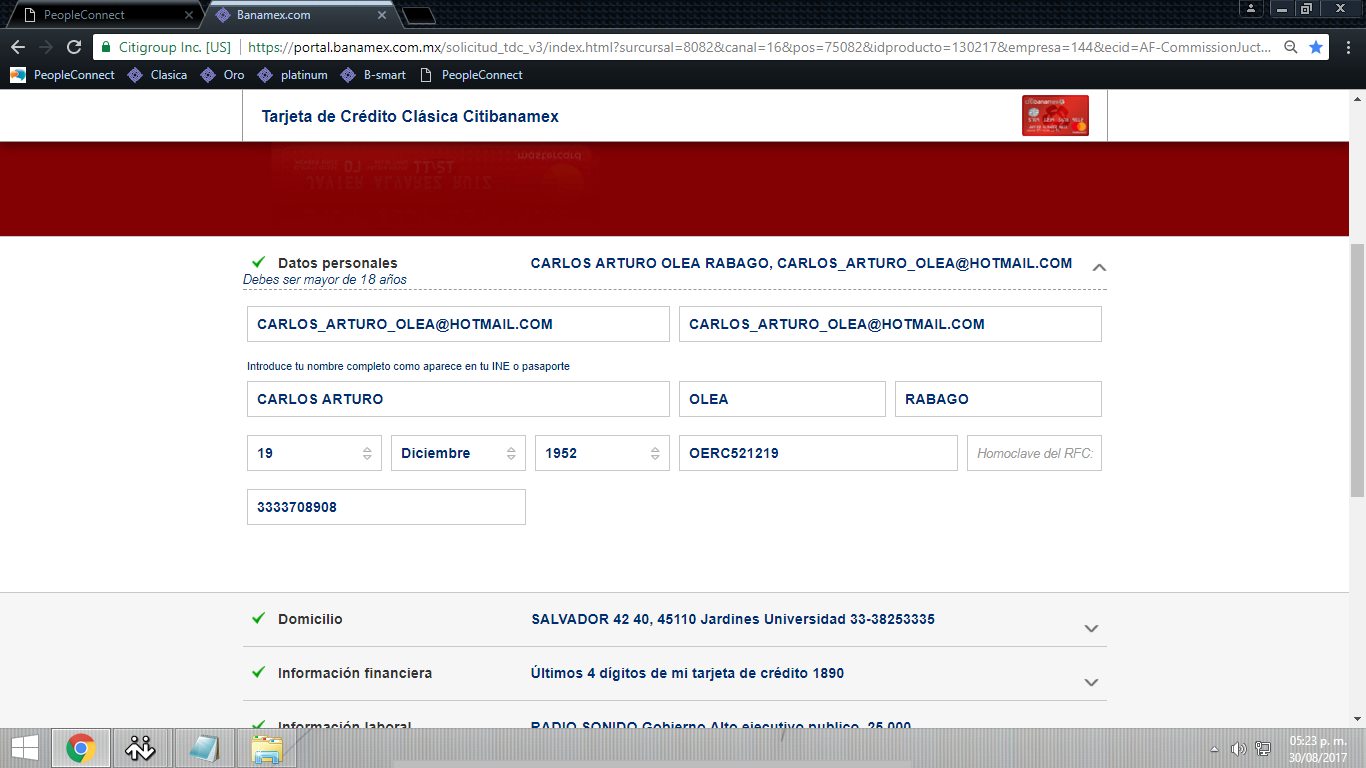 PeopleConnect
Banamex.com
Citigroup Inc. [US] https://portal.banamex.com.mx/solicitud_tdc_v3/index.html?surcursal=8082&canal=16&pos=75082&idproducto=130217&empresa=144&ecid=AF-CommissionJuct...
PeopleConnect Clasica Oro platinum B-smart PeopleConnect
Tarjeta de Crédito Clásica Citibanamex
mastercard
11/21
JAVIER ALVAREZ RUIZ
Datos personales CARLOS ARTURO OLEA RABAGO, CARLOS_ARTURO_OLEA@HOTMAIL.COM
Debes ser mayor de 18 años
CARLOS_ARTURO_OLEA@HOTMAIL.COM CARLOS_ARTURO_OLEA@HOTMAIL.COM
Introduce tu nombre completo como aparece en tu INE o pasaporte
CARLOS ARTURO OLEA RABAGO
19 Diciembre 1952 OERC521219 Homoclave del RFC:
3333708908
Domicilio SALVADOR 42 40, 45110 Jardines Universidad 33-38253335
Información financiera Últimos 4 dígitos de mi tarjeta de crédito 1890
Información laboral RADIO SONIDO Gobierno Alto ejecutivo publico, 25,000
05:23 p. m.
30/08/2017